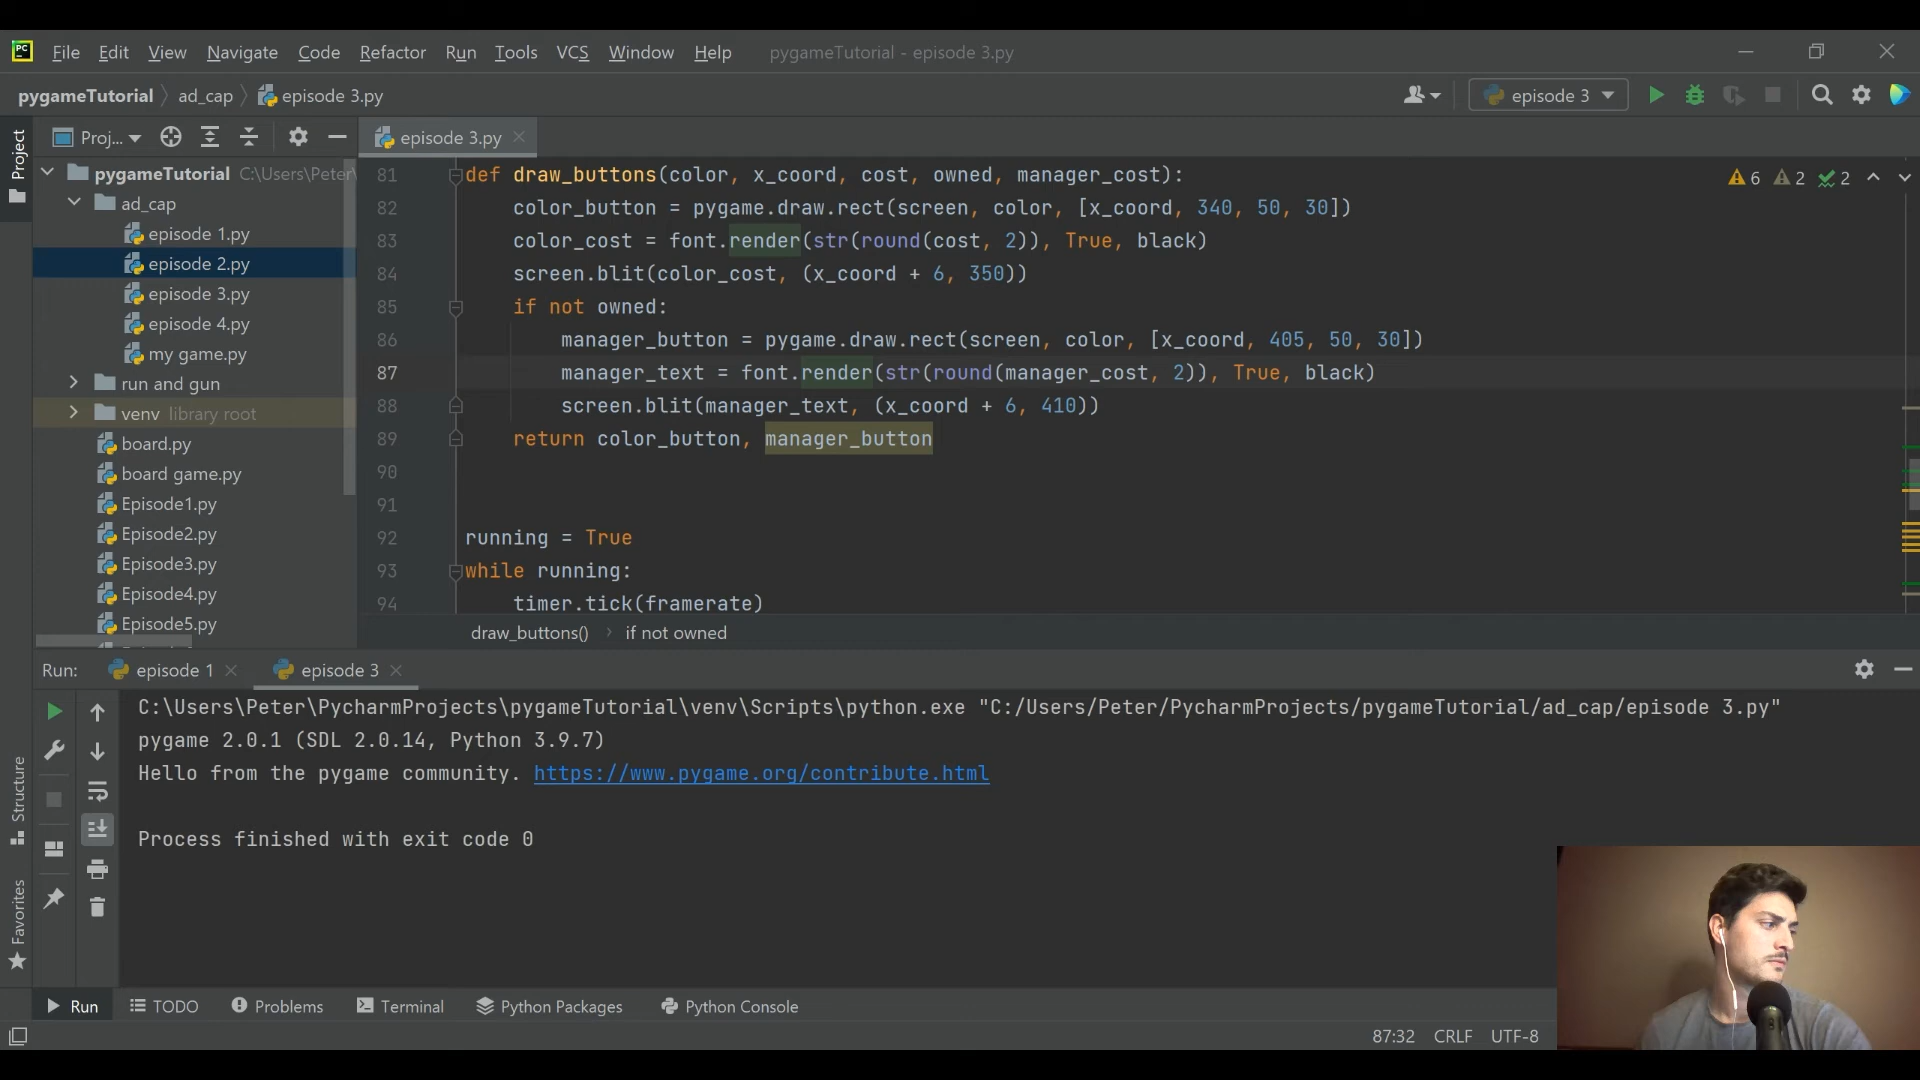 PC File Edit View Navigate Code Refactor Run Tools VCS Window Help pygameTutorial - episode 3.py
pygameTutorial ad_cap episode 3.py episode 3
Project
Proj...
episode 3.py
pygameTutorial C:\Users\Peter\
ad_cap
episode 1.py
episode 2.py
episode 3.py
episode 4.py
my game.py
run and gun
venv library root
board.py
board game.py
Episode1.py
Episode2.py
Episode3.py
Episode4.py
Episode5.py
6 2 2
81 def draw_buttons(color, x_coord, cost, owned, manager_cost):
82 color_button = pygame.draw.rect(screen, color, [x_coord, 340, 50, 30])
83 color_cost = font.render(str(round(cost, 2)), True, black)
84 screen.blit(color_cost, (x_coord + 6, 350))
85 if not owned:
86 manager_button = pygame.draw.rect(screen, color, [x_coord, 405, 50, 30])
87 manager_text = font.render(str(round(manager_cost, 2)), True, black)
88 screen.blit(manager_text, (x_coord + 6, 410))
89 return color_button, manager_button
90
91
92 running = True
93 while running:
94 timer.tick(framerate)
draw_buttons() if not owned
Run: episode 1 episode 3
C:\Users\Peter\PycharmProjects\pygameTutorial\venv\Scripts\python.exe "C:/Users/Peter/PycharmProjects/pygameTutorial/ad_cap/episode 3.py"
pygame 2.0.1 (SDL 2.0.14, Python 3.9.7)
Hello from the pygame community. https://www.pygame.org/contribute.html
Process finished with exit code 0
Structure
Favorites
Run TODO Problems Terminal Python Packages Python Console
87:32 CRLF UTF-8